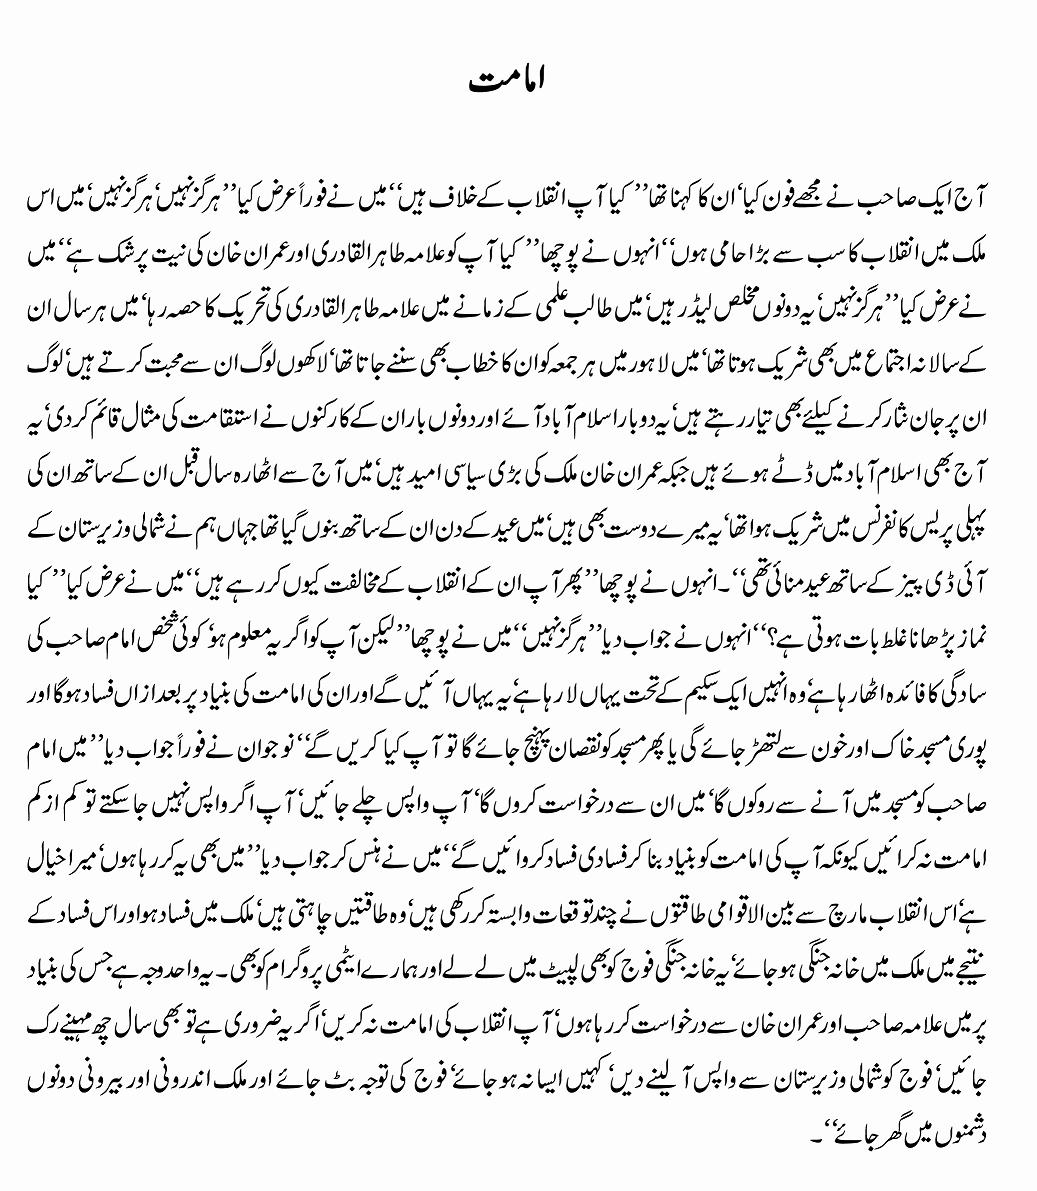 امامت
آج ایک صاحب نے مجھے فون کیا‘ ان کا کہنا تھا ’’ کیا آپ انقلاب کے خلاف ہیں‘‘ میں نے فوراً عرض کیا ’’ ہرگز نہیں‘ ہرگز نہیں‘ میں اس
ملک میں انقلاب کا سب سے بڑا حامی ہوں‘‘ انہوں نے پوچھا ’’ کیا آپ کو علامہ طاہر القادری اور عمران خان کی نیت پر شک ہے‘‘ میں
نے عرض کیا ’’ ہرگز نہیں‘ یہ دونوں مخلص لیڈر ہیں‘ میں طالب علمی کے زمانے میں علامہ طاہر القادری کی تحریک کا حصہ رہا‘ میں ہر سال ان
کے سالانہ اجتماع میں بھی شریک ہوتا تھا‘ میں لاہور میں ہر جمعہ کو ان کا خطاب بھی سننے جاتا تھا‘ لاکھوں لوگ ان سے محبت کرتے ہیں‘ لوگ
ان پر جان نثار کرنے کیلئے بھی تیار رہتے ہیں‘ یہ دو بار اسلام آباد آئے اور دونوں بار ان کے کارکنوں نے استقامت کی مثال قائم کر دی‘ یہ
آج بھی اسلام آباد میں ڈٹے ہوئے ہیں جبکہ عمران خان ملک کی بڑی سیاسی امید ہیں‘ میں آج سے اٹھارہ سال قبل ان کے ساتھ ان کی
پہلی پریس کانفرنس میں شریک ہوا تھا‘ یہ میرے دوست بھی ہیں‘ میں عید کے دن ان کے ساتھ بنوں گیا تھا جہاں ہم نے شمالی وزیرستان کے
آئی ڈی پیز کے ساتھ عید منائی تھی‘‘۔ انہوں نے پوچھا ’’ پھر آپ ان کے انقلاب کے مخالفت کیوں کر رہے ہیں‘‘ میں نے عرض کیا ’’ کیا
نماز پڑھانا غلط بات ہوتی ہے؟‘‘ انہوں نے جواب دیا ’’ ہرگز نہیں‘‘ میں نے پوچھا ’’ لیکن آپ کو اگر یہ معلوم ہو‘ کوئی شخص امام صاحب کی
سادگی کا فائدہ اٹھا رہا ہے‘ وہ انہیں ایک سکیم کے تحت یہاں لا رہا ہے‘ یہ یہاں آئیں گے اور ان کی امامت کی بنیاد پر بعد ازاں فساد ہوگا اور
پوری مسجد خاک اور خون سے لتھڑ جائے گی یا پھر مسجد کو نقصان پہنچ جائے گا تو آپ کیا کریں گے‘‘ نوجوان نے فوراً جواب دیا ’’ میں امام
صاحب کو مسجد میں آنے سے روکوں گا‘ میں ان سے درخواست کروں گا‘ آپ واپس چلے جائیں‘ آپ اگر واپس نہیں جا سکتے تو کم از کم
امامت نہ کرائیں کیونکہ آپ کی امامت کو بنیاد بنا کر فسادی فساد کروائیں گے‘‘ میں نے ہنس کر جواب دیا ’’ میں بھی یہ کر رہا ہوں‘ میرا خیال
ہے‘ اس انقلاب مارچ سے بین الاقوامی طاقتوں نے چند توقعات وابستہ کر رکھی ہیں‘ وہ طاقتیں چاہتی ہیں‘ ملک میں فساد ہو اور اس فساد کے
نتیجے میں ملک میں خانہ جنگی ہو جائے‘ یہ خانہ جنگی فوج کو بھی لپیٹ میں لے لے اور ہمارے ایٹمی پروگرام کو بھی۔ یہ واحد وجہ ہے جس کی بنیاد
پر میں علامہ صاحب اور عمران خان سے درخواست کر رہا ہوں‘ آپ انقلاب کی امامت نہ کریں‘ اگر یہ ضروری ہے تو بھی سال چھ مہینے رک
جائیں‘ فوج کو شمالی وزیرستان سے واپس آ لینے دیں‘ کہیں ایسا نہ ہو جائے‘ فوج کی توجہ بٹ جائے اور ملک اندرونی اور بیرونی دونوں
دشمنوں میں گھر جائے‘‘۔